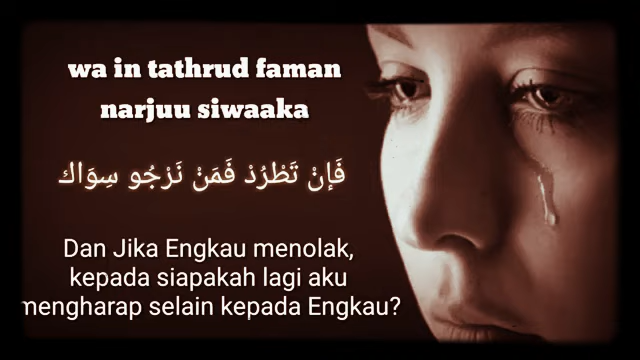 wa in tathrud faman
narjuu siwaaka
فَإِنْ تَطْرُدْ فَمَنْ نَرْجُو سِوَاك
Dan Jika Engkau menolak,
kepada siapakah lagi aku
mengharap selain kepada Engkau?